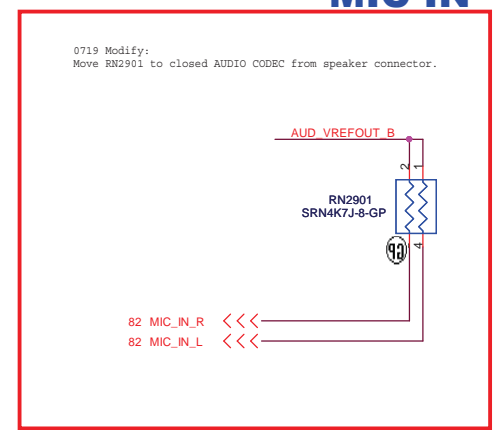 MIC IN
0719 Modify:
Move RN2901 to closed AUDIO CODEC from speaker connector.
AUD_VREFOUT_B
2 1
RN2901
SRN4K7J-8-GP
GP 4
82 MIC_IN_R
82 MIC_IN_L